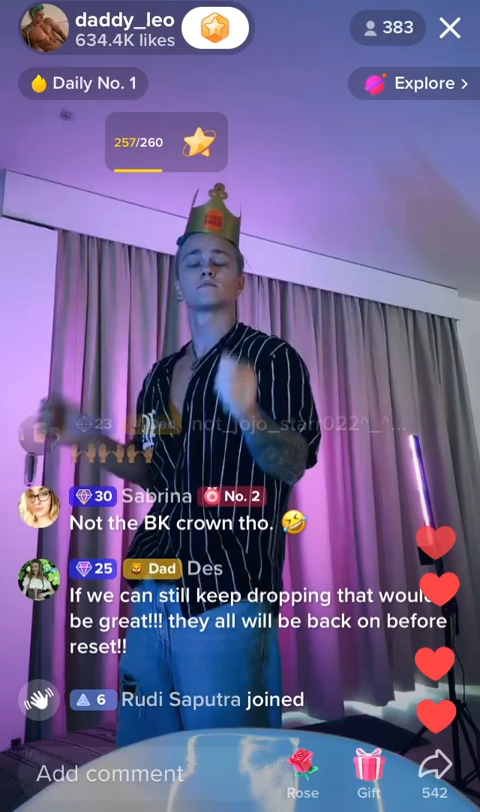 daddy_leo
634.4K likes
383
Daily No. 1
Explore >
257/260
23 Dad not_jojo_starr022^_^...
30 Sabrina No. 2
Not the BK crown tho. 🤣
25 Dad Des
If we can still keep dropping that would
be great!!! they all will be back on before
reset!!
6 Rudi Saputra joined
Add comment
Rose
Gift
542